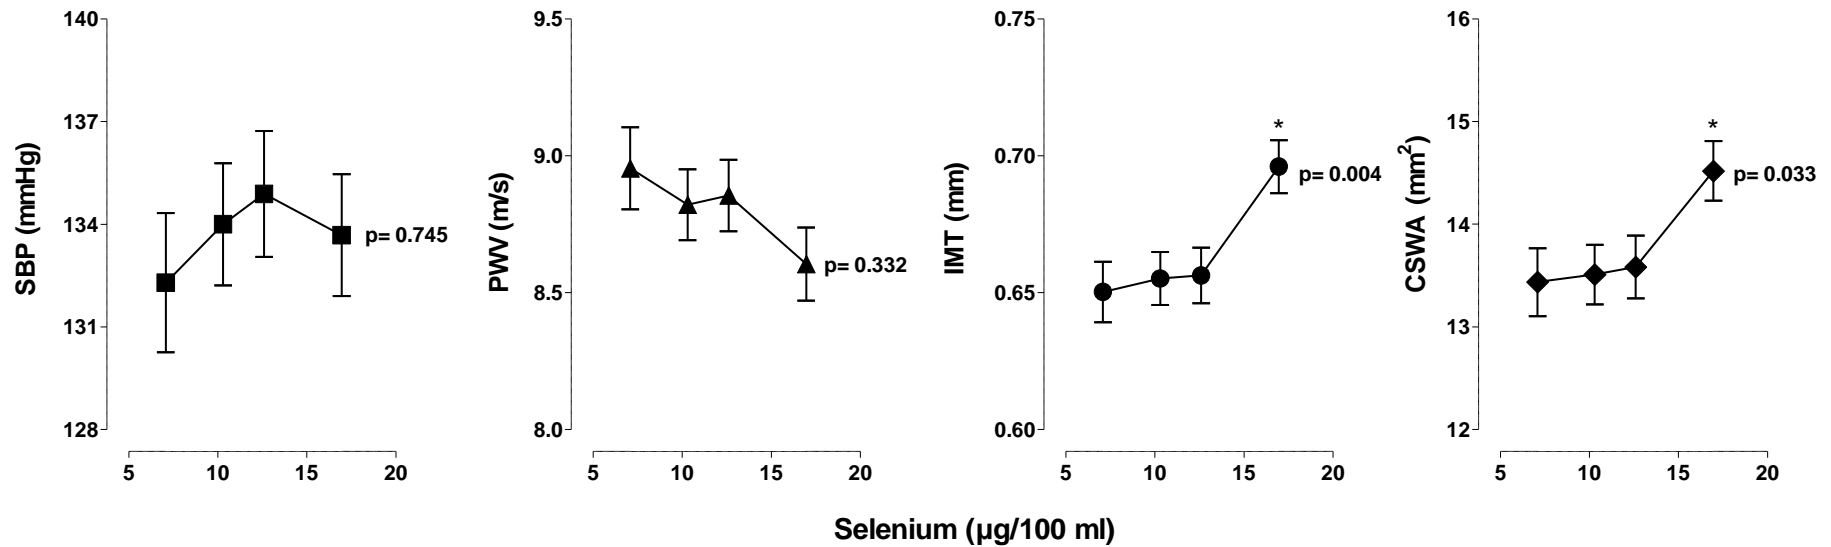 SBP (mmHg)
140
137
134
131
128
p= 0.745
5 10 15 20
PWV (m/s)
9.5
9.0
8.5
8.0
p= 0.332
5 10 15 20
IMT (mm)
0.75
0.70
0.65
0.60
*
p= 0.004
5 10 15 20
CSWA (mm²)
16
15
14
13
12
*
p= 0.033
5 10 15 20
Selenium (µg/100 ml)